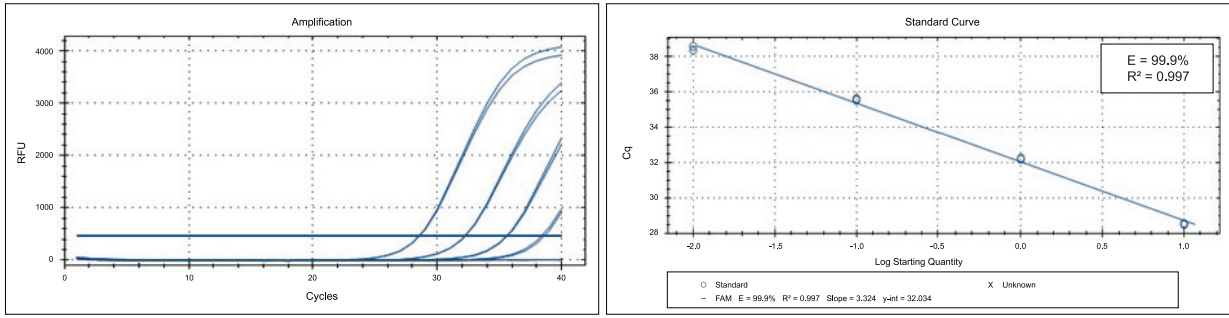 Amplification
4000
3000
2000
1000
0
RFU
0
10
20
30
40
Cycles
Standard Curve
E = 99.9%
R² = 0.997
38
36
34
32
30
28
Cq
-2.0
-1.5
-1.0
-0.5
0.0
0.5
1.0
Log Starting Quantity
O Standard
X Unknown
– FAM E = 99.9% R² = 0.997 Slope = 3.324 y-int = 32.034